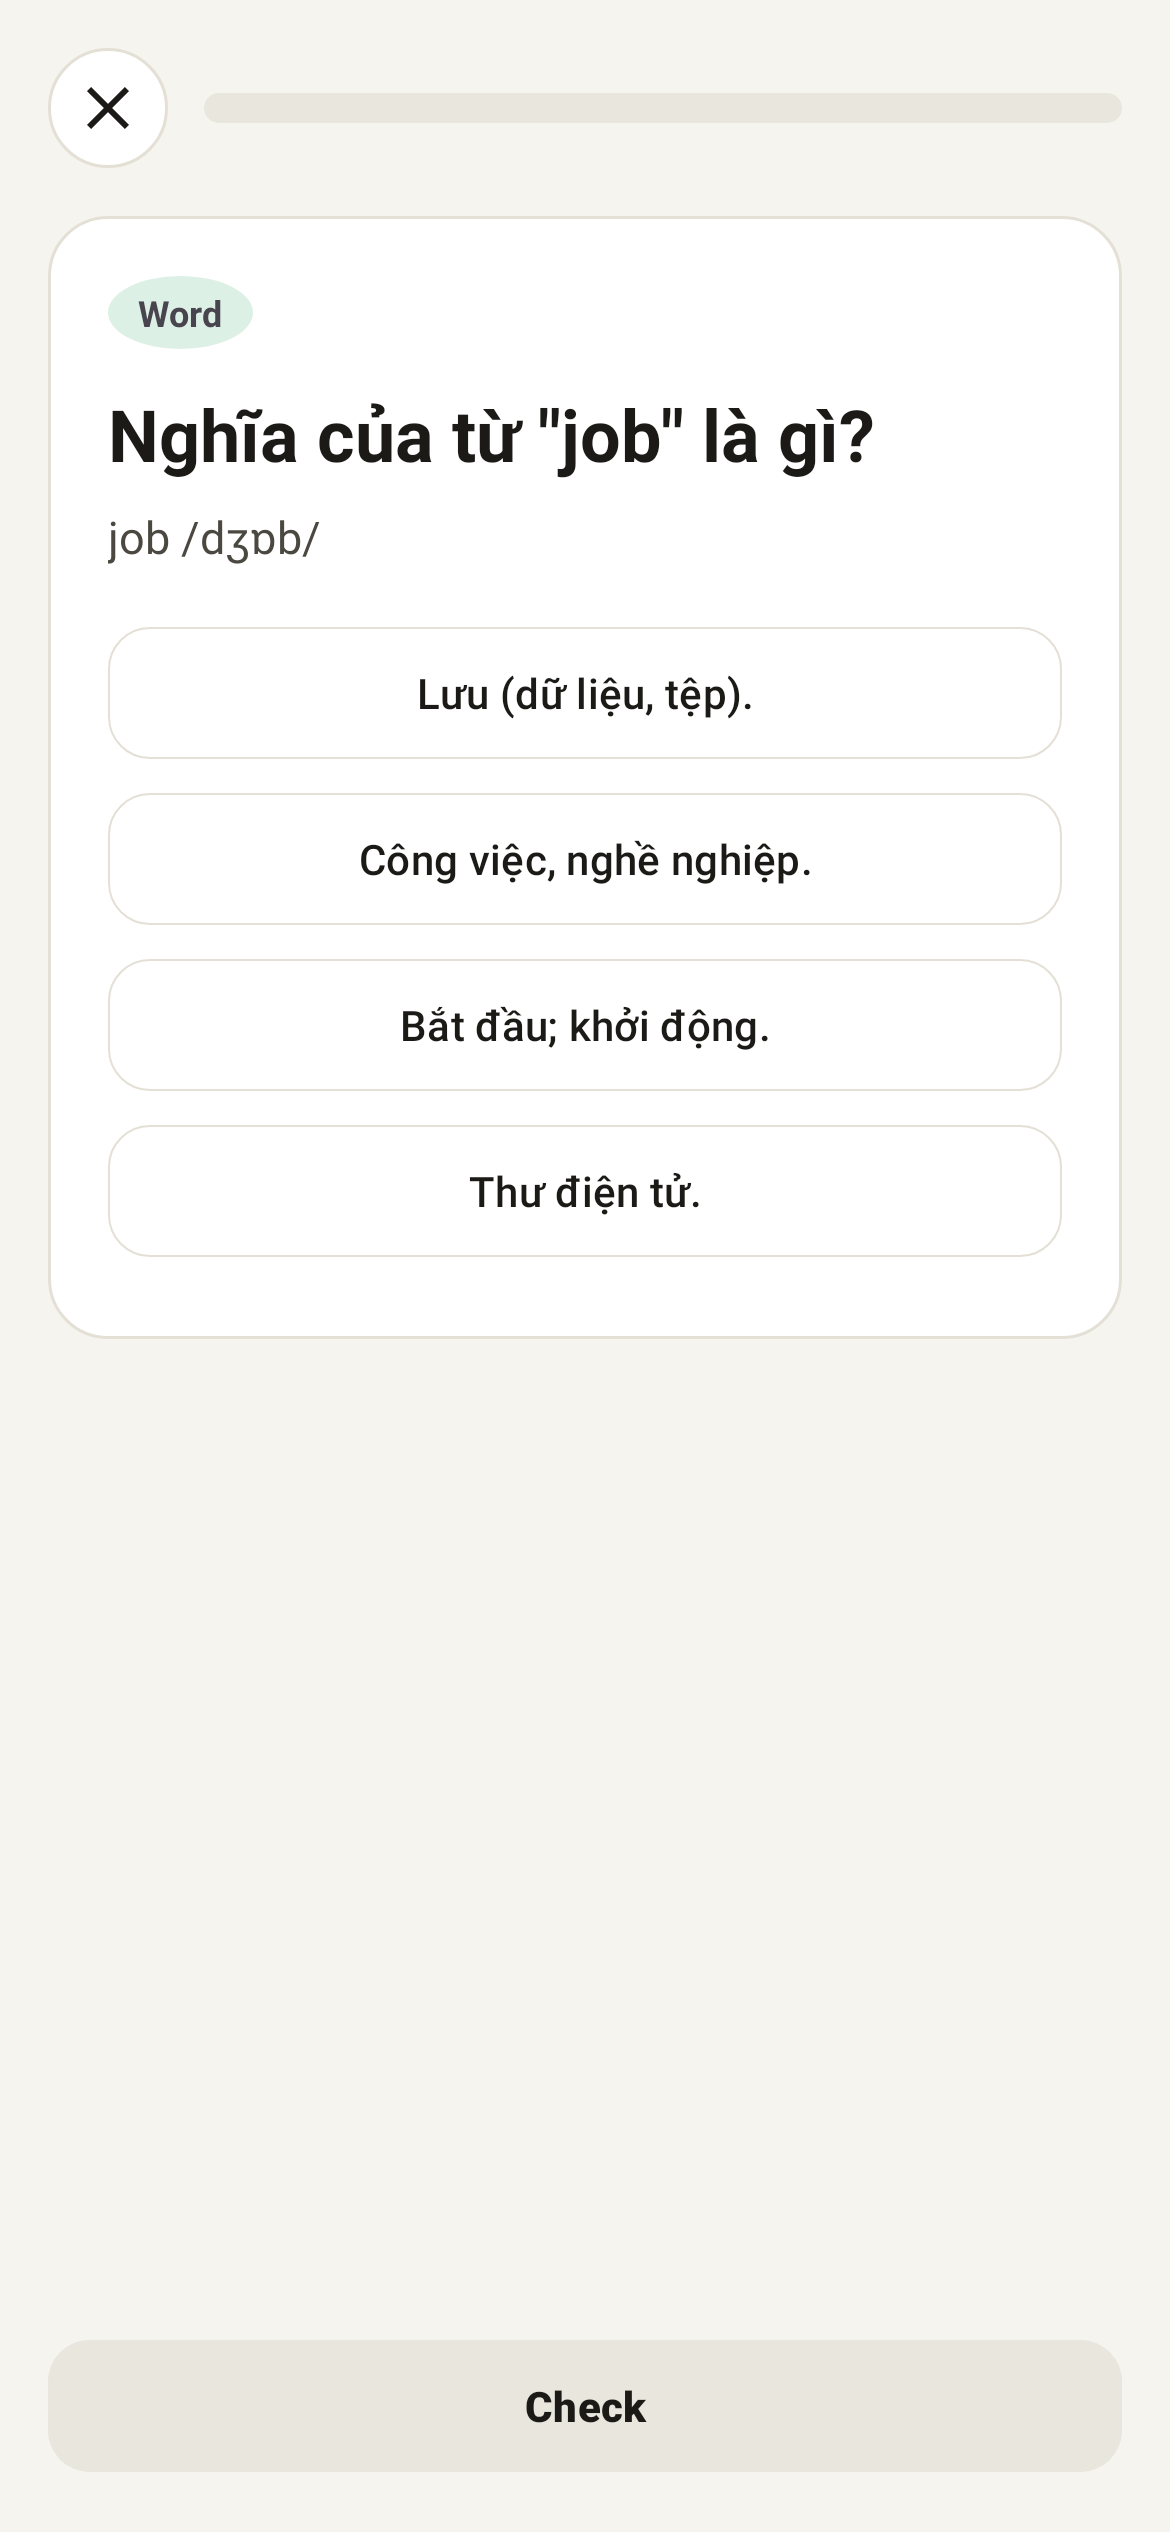 Word
Nghĩa của từ "job" là gì?
job /dʒɒb/
Lưu (dữ liệu, tệp).
Công việc, nghề nghiệp.
Bắt đầu; khởi động.
Thư điện tử.
Check